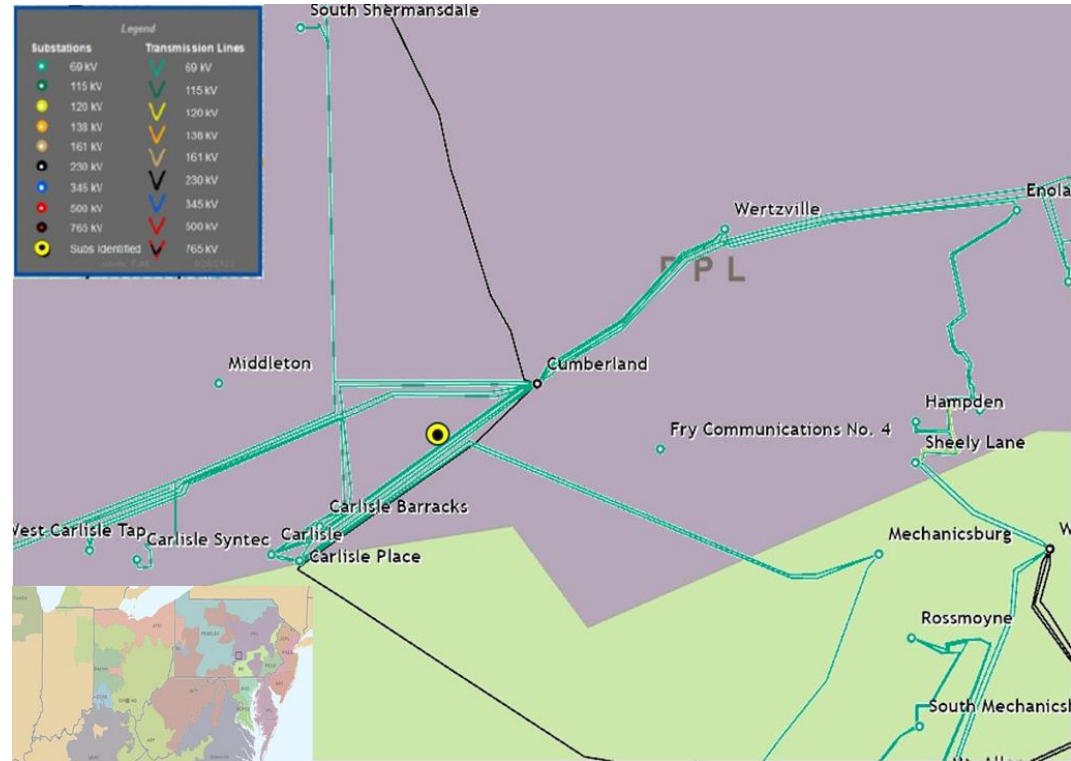 Legend
Substations
Transmission Lines
69 kV
69 kV
115 kV
115 kV
120 kV
120 kV
138 kV
138 kV
161 kV
161 kV
230 kV
230 kV
345 kV
345 kV
500 kV
500 kV
765 kV
765 kV
Subs Identified
South Shermansdale
Enola
Wertzville
PPL
Middleton
Cumberland
Hampden
Fry Communications No. 4
Sheely Lane
Carlisle Barracks
West Carlisle Tap
Carlisle Syntec
Carlisle
Carlisle Place
Mechanicsburg
W
Rossmoyne
South Mechanicsb